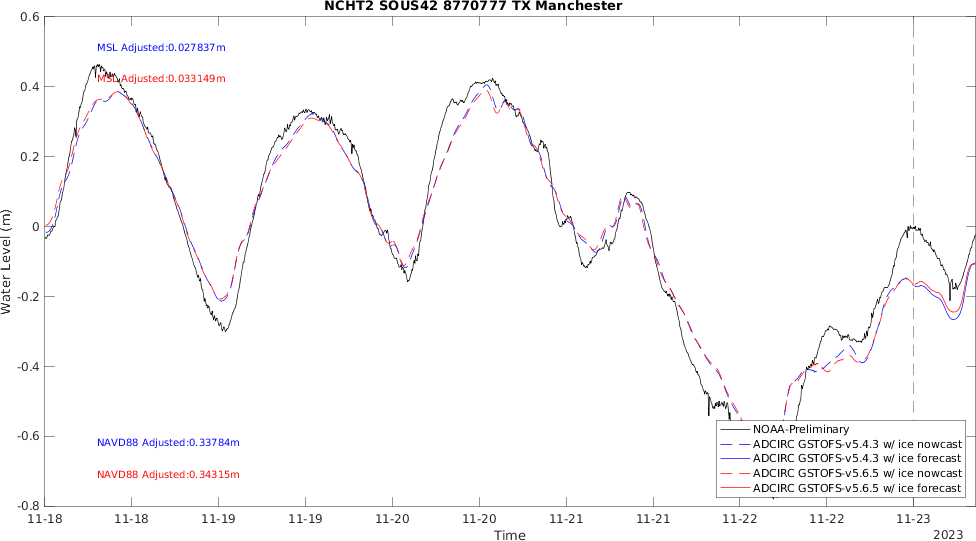 NCHT2 SOUS42 8770777 TX Manchester
MSL Adjusted:0.027837m
MSL Adjusted:0.033149m
NAVD88 Adjusted:0.33784m
NAVD88 Adjusted:0.34315m
Water Level (m)
0.6
0.4
0.2
0
-0.2
-0.4
-0.6
-0.8
NOAA-Preliminary
ADCIRC GSTOFS-v5.4.3 w/ ice nowcast
ADCIRC GSTOFS-v5.4.3 w/ ice forecast
ADCIRC GSTOFS-v5.6.5 w/ ice nowcast
ADCIRC GSTOFS-v5.6.5 w/ ice forecast
11-18 11-18 11-19 11-19 11-20 11-20 11-21 11-21 11-22 11-22 11-23
Time
2023